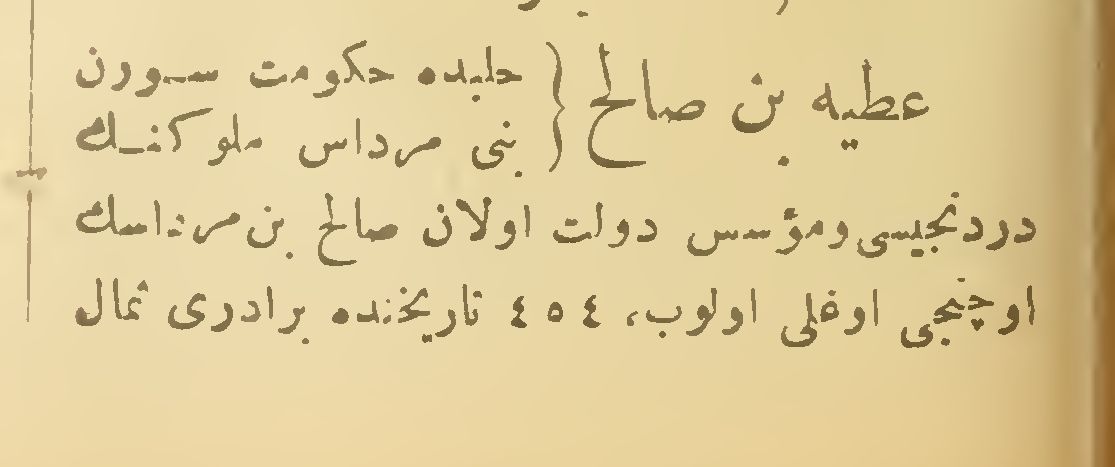 عطیه بن صالح { حلبده حکومت سورن
بنی مرداس ملوکنك
دردنجیسی ومؤسس دولت اولان صالح بن مرداسك
اوچنجی اوغلی اولوب، ٤٥٤ تاریخنده برادری ثمال